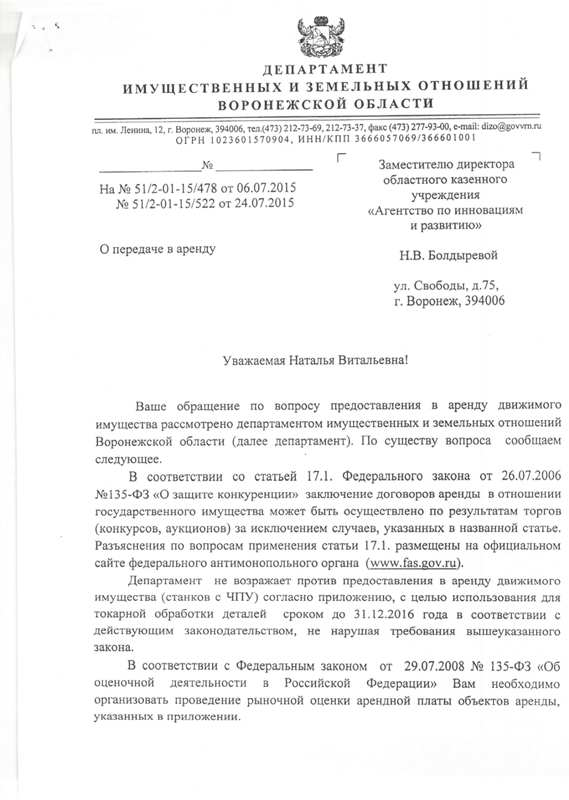 ДЕПАРТАМЕНТ
ИМУЩЕСТВЕННЫХ И ЗЕМЕЛЬНЫХ ОТНОШЕНИЙ
ВОРОНЕЖСКОЙ ОБЛАСТИ
пл. им. Ленина, 12, г. Воронеж, 394006, тел.(473) 212-73-69, 212-73-37, факс (473) 277-93-00, e-mail: dizo@govvrn.ru
ОГРН 1023601570904, ИНН/КПП 3666057069/366601001
№
На № 51/2-01-15/478 от 06.07.2015
№ 51/2-01-15/522 от 24.07.2015
О передаче в аренду
Заместителю директора
областного казенного
учреждения
«Агентство по инновациям
и развитию»
Н.В. Болдыревой
ул. Свободы, д.75,
г. Воронеж, 394006
Уважаемая Наталья Витальевна!
Ваше обращение по вопросу предоставления в аренду движимого
имущества рассмотрено департаментом имущественных и земельных отношений
Воронежской области (далее департамент). По существу вопроса сообщаем
следующее.
В соответствии со статьей 17.1. Федерального закона от 26.07.2006
№135-ФЗ «О защите конкуренции» заключение договоров аренды в отношении
государственного имущества может быть осуществлено по результатам торгов
(конкурсов, аукционов) за исключением случаев, указанных в названной статье.
Разъяснения по вопросам применения статьи 17.1. размещены на официальном
сайте федерального антимонопольного органа (www.fas.gov.ru).
Департамент не возражает против предоставления в аренду движимого
имущества (станков с ЧПУ) согласно приложению, с целью использования для
токарной обработки деталей сроком до 31.12.2016 года в соответствии с
действующим законодательством, не нарушая требования вышеуказанного
закона.
В соответствии с Федеральным законом от 29.07.2008 № 135-ФЗ «Об
оценочной деятельности в Российской Федерации» Вам необходимо
организовать проведение рыночной оценки арендной платы объектов аренды,
указанных в приложении.